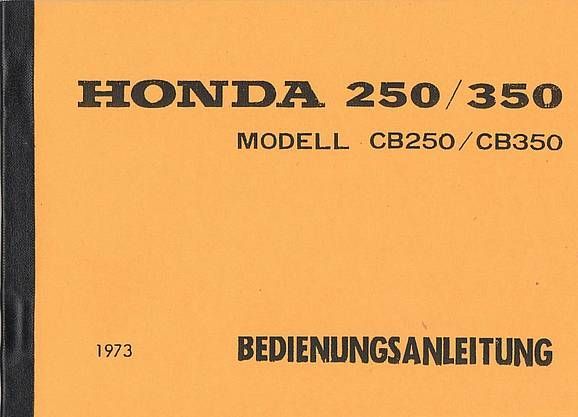 HONDA 250/350
MODELL CB250/CB350
1973 BEDIENUNGSANLEITUNG